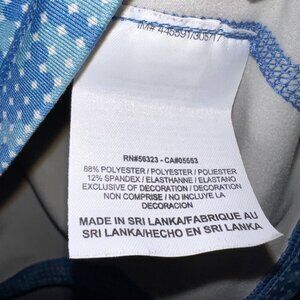 RN#56323 - CA#05553
88% POLYESTER / POLYESTER / POLIESTER
12% SPANDEX / ELASTHANNE / ELASTANO
EXCLUSIVE OF DECORATION / DECORATION
NON COMPRISE / NO INCLUYE DECORACION
MADE IN SRI LANKA/FABRIQUE AU
SRI LANKA/HECHO EN SRI LANKA